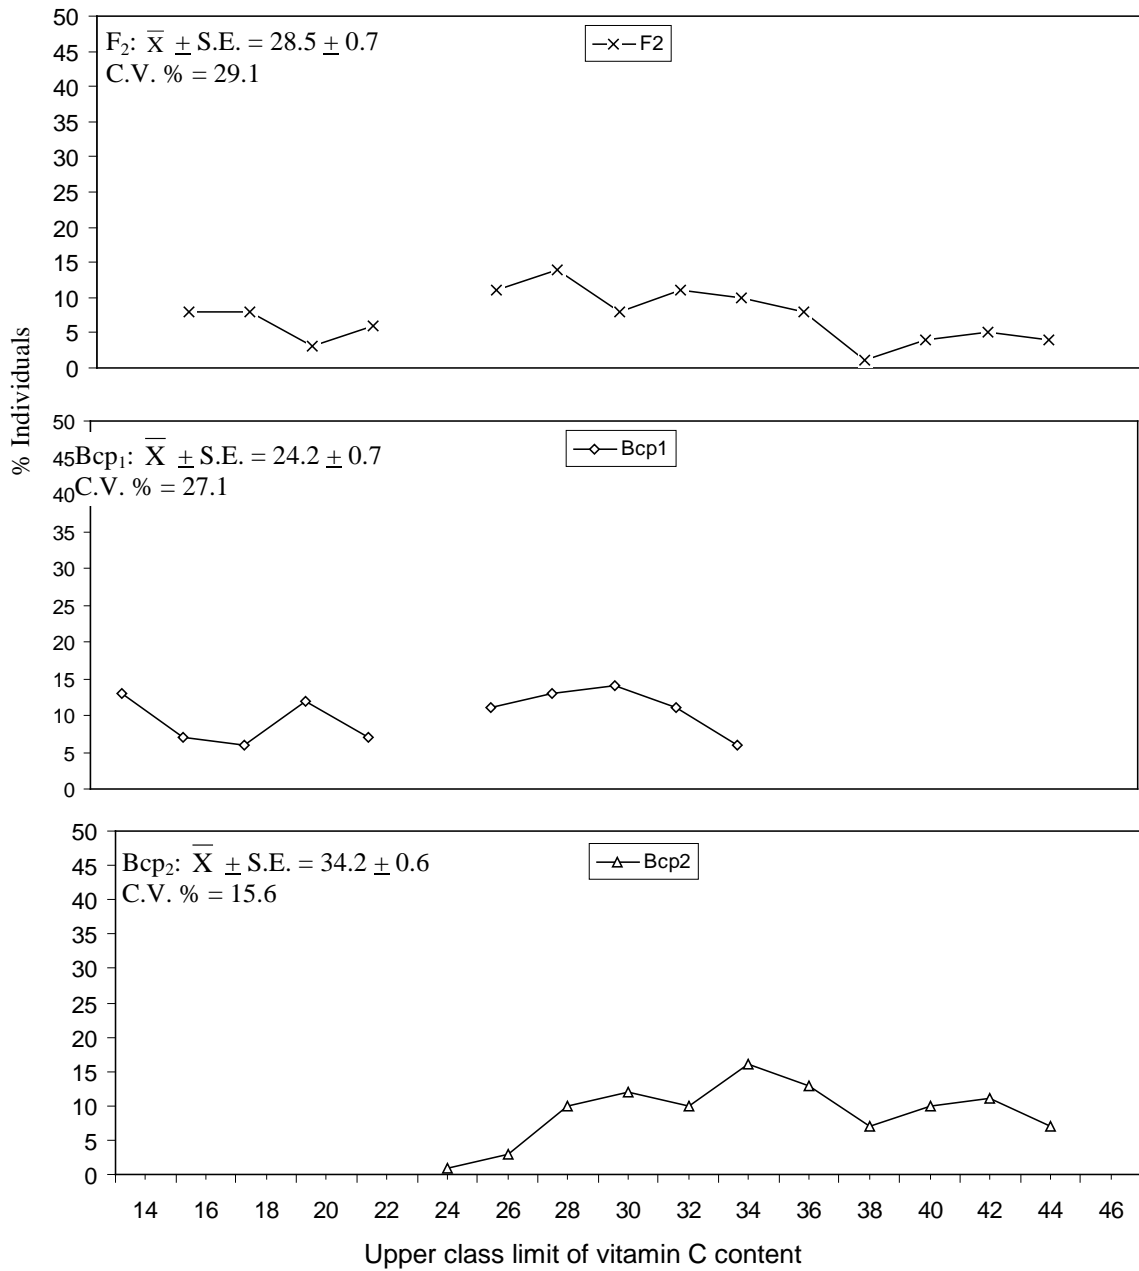 % Individuals
50
45
40
35
30
25
20
15
10
5
0
F₂: X̅ ± S.E. = 28.5 ± 0.7
C.V. % = 29.1
F2
50
45
40
35
30
25
20
15
10
5
0
Bcp₁: X̅ ± S.E. = 24.2 ± 0.7
C.V. % = 27.1
Bcp1
50
45
40
35
30
25
20
15
10
5
0
Bcp₂: X̅ ± S.E. = 34.2 ± 0.6
C.V. % = 15.6
Bcp2
14 16 18 20 22 24 26 28 30 32 34 36 38 40 42 44 46
Upper class limit of vitamin C content